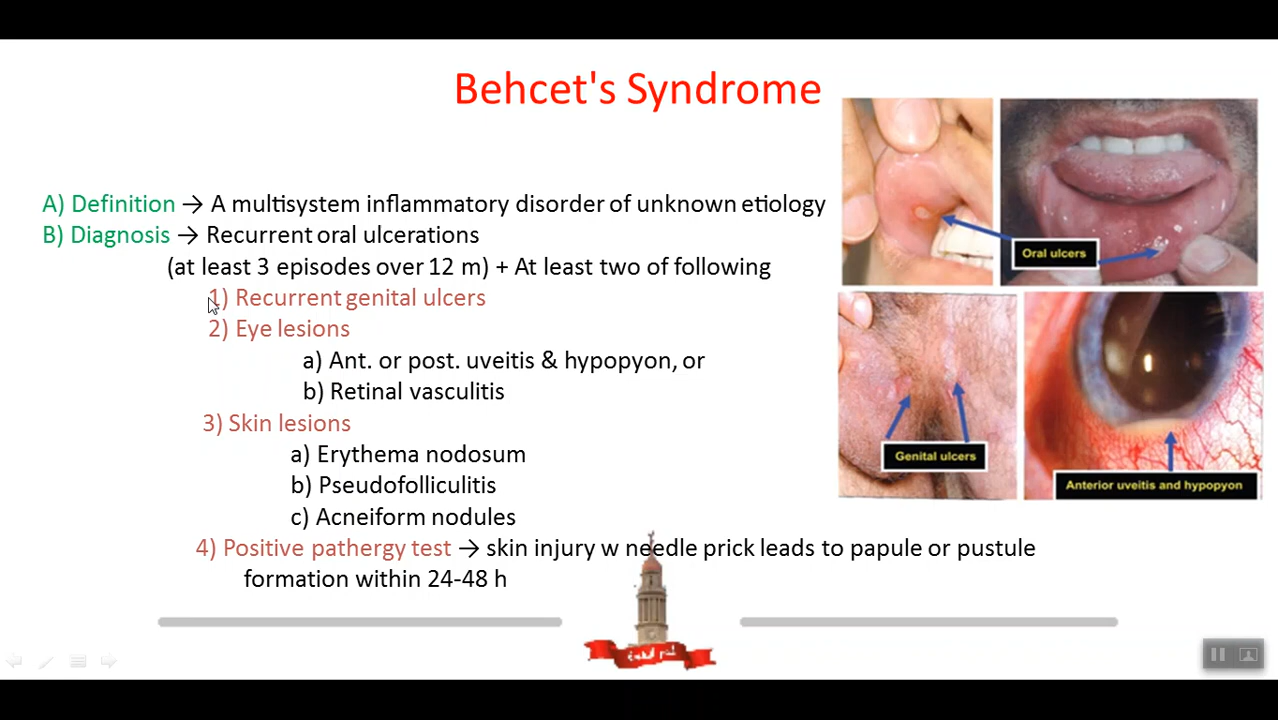 Behcet's Syndrome
A) Definition → A multisystem inflammatory disorder of unknown etiology
B) Diagnosis → Recurrent oral ulcerations
(at least 3 episodes over 12 m) + At least two of following
1) Recurrent genital ulcers
2) Eye lesions
a) Ant. or post. uveitis & hypopyon, or
b) Retinal vasculitis
3) Skin lesions
a) Erythema nodosum
b) Pseudofolliculitis
c) Acneiform nodules
4) Positive pathergy test → skin injury w needle prick leads to papule or pustule
formation within 24-48 h
Oral ulcers
Genital ulcers
Anterior uveitis and hypopyon